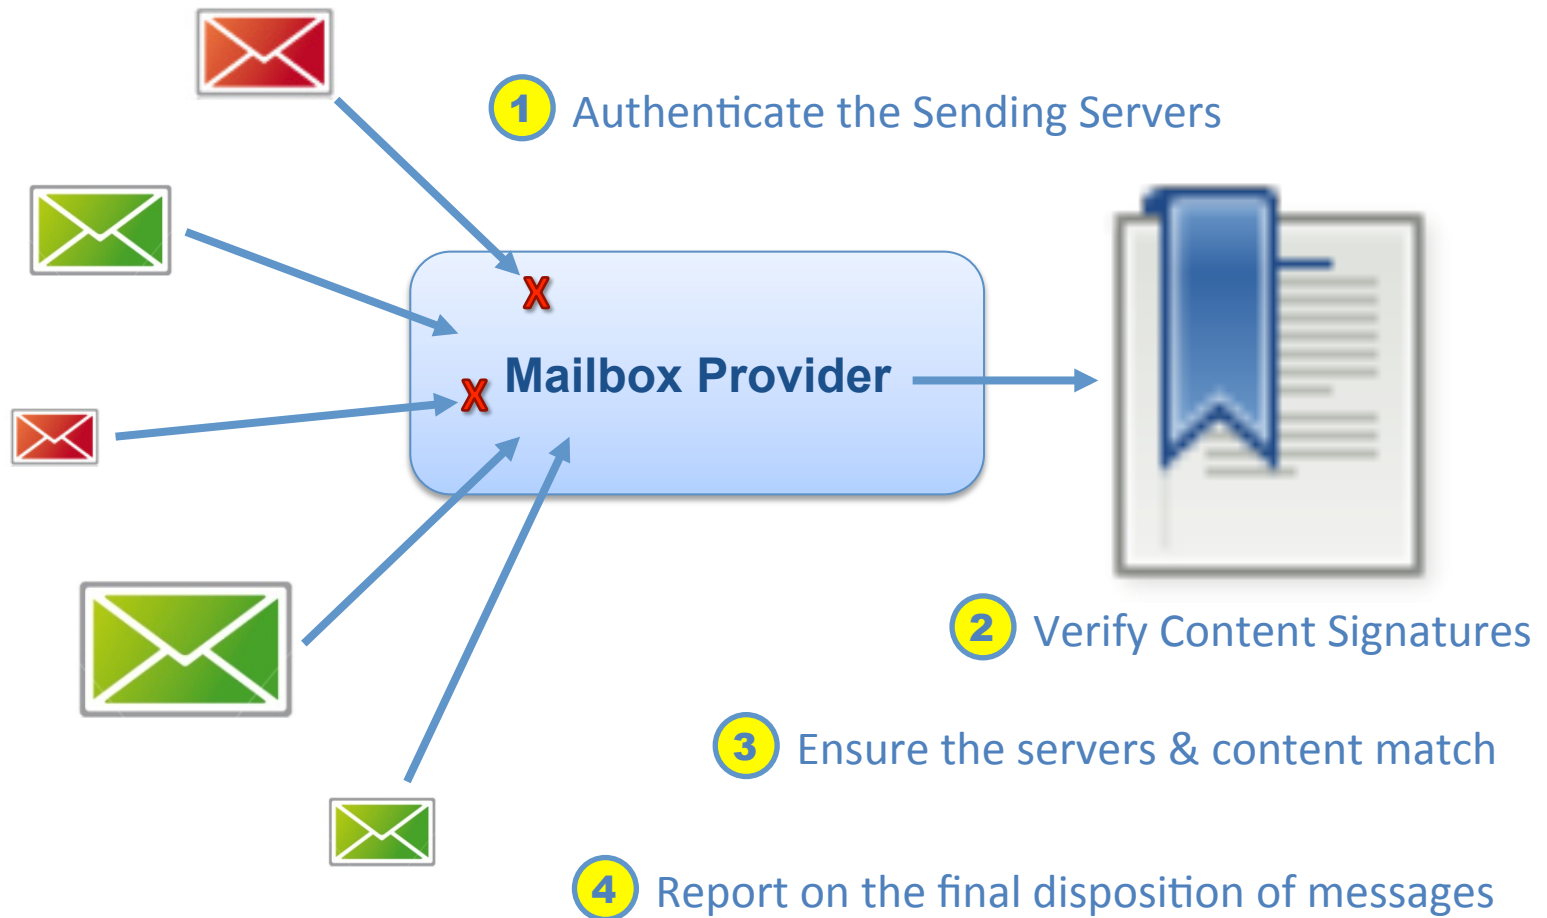 1 Authenticate the Sending Servers
X
X Mailbox Provider
2 Verify Content Signatures
3 Ensure the servers & content match
4 Report on the final disposition of messages